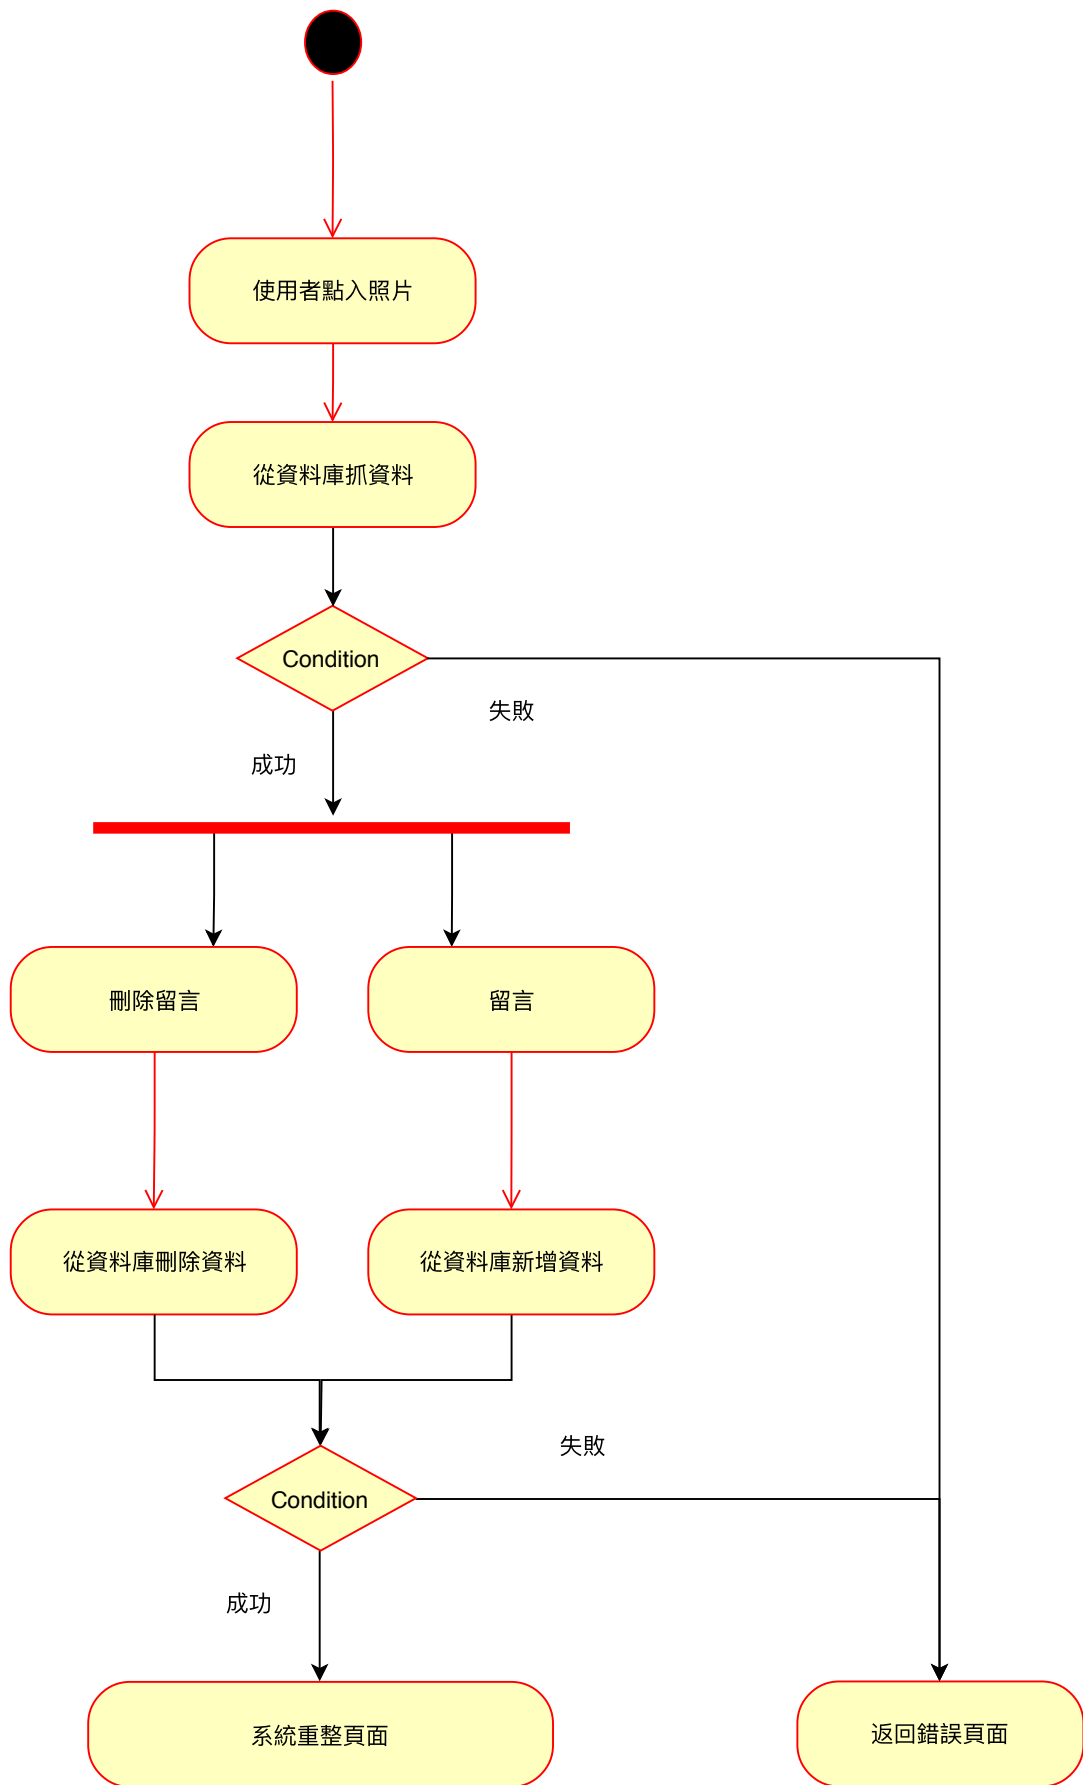 使用者點入照片
從資料庫抓資料
Condition
失敗
成功
刪除留言
留言
從資料庫刪除資料
從資料庫新增資料
失敗
Condition
成功
系統重整頁面
返回錯誤頁面